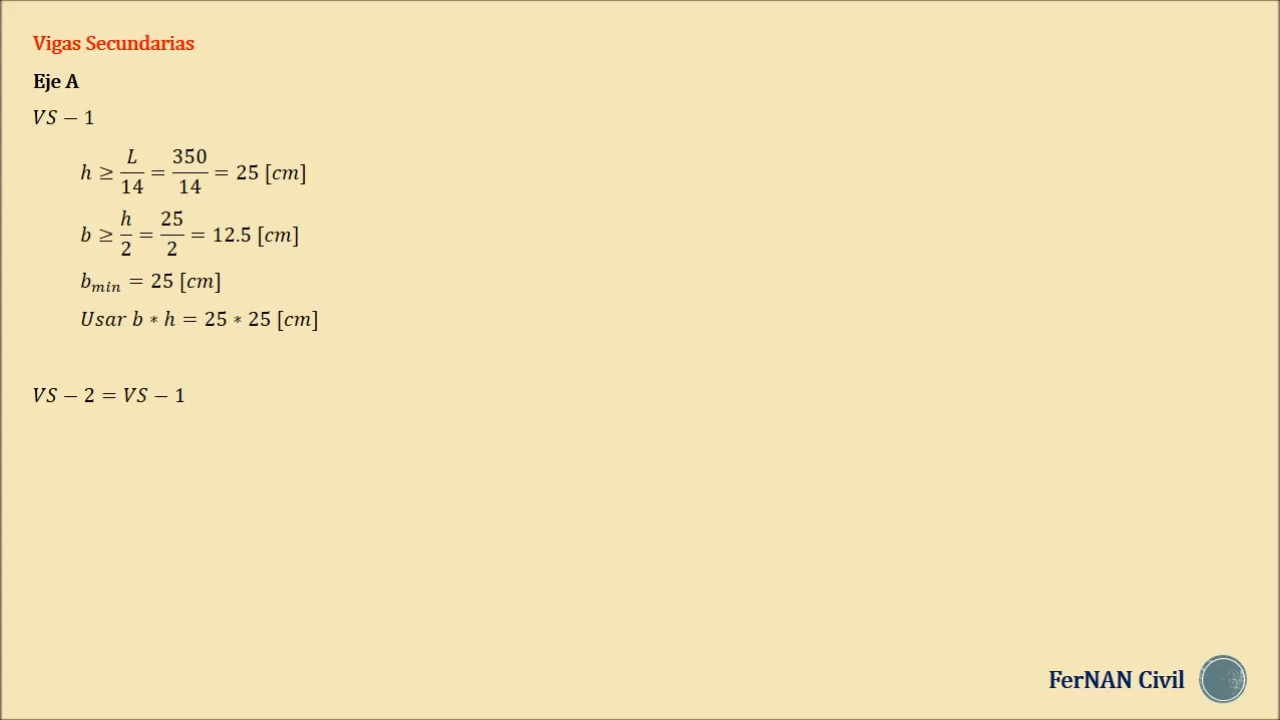 Vigas Secundarias
Eje A
VS − 1
h ≥ L/14 = 350/14 = 25 [cm]
b ≥ h/2 = 25/2 = 12.5 [cm]
b_min = 25 [cm]
Usar b ∗ h = 25 ∗ 25 [cm]
VS − 2 = VS − 1
FerNAN Civil